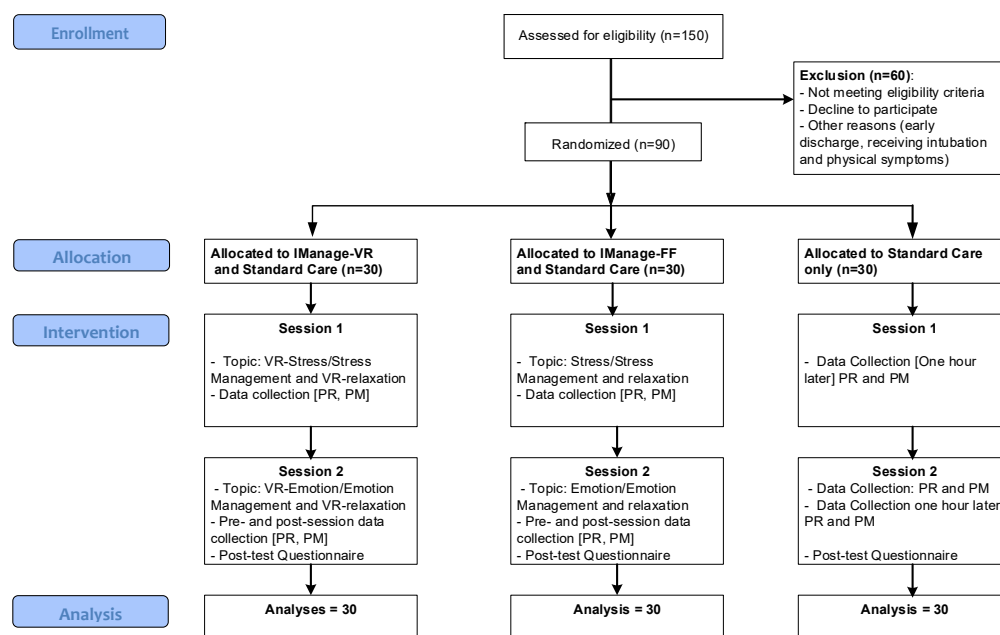 Enrollment
Assessed for eligibility (n=150)
Exclusion (n=60):
- Not meeting eligibility criteria
- Decline to participate
- Other reasons (early
discharge, receiving intubation
and physical symptoms)
Randomized (n=90)
Allocation
Allocated to IManage-VR
and Standard Care (n=30)
Allocated to IManage-FF
and Standard Care (n=30)
Allocated to Standard Care
only (n=30)
Intervention
Session 1
- Topic: VR-Stress/Stress
Management and VR-relaxation
- Data collection [PR, PM]
Session 1
- Topic: Stress/Stress
Management and relaxation
- Data collection [PR, PM]
Session 1
- Data Collection [One hour
later] PR and PM
Session 2
- Topic: VR-Emotion/Emotion
Management and VR-relaxation
- Pre- and post-session data
collection [PR, PM]
- Post-test Questionnaire
Session 2
- Topic: Emotion/Emotion
Management and relaxation
- Pre- and post-session data
collection [PR, PM]
- Post-test Questionnaire
Session 2
- Data Collection: PR and PM
- Data Collection one hour later
PR and PM
- Post-test Questionnaire
Analysis
Analyses = 30
Analysis = 30
Analysis = 30